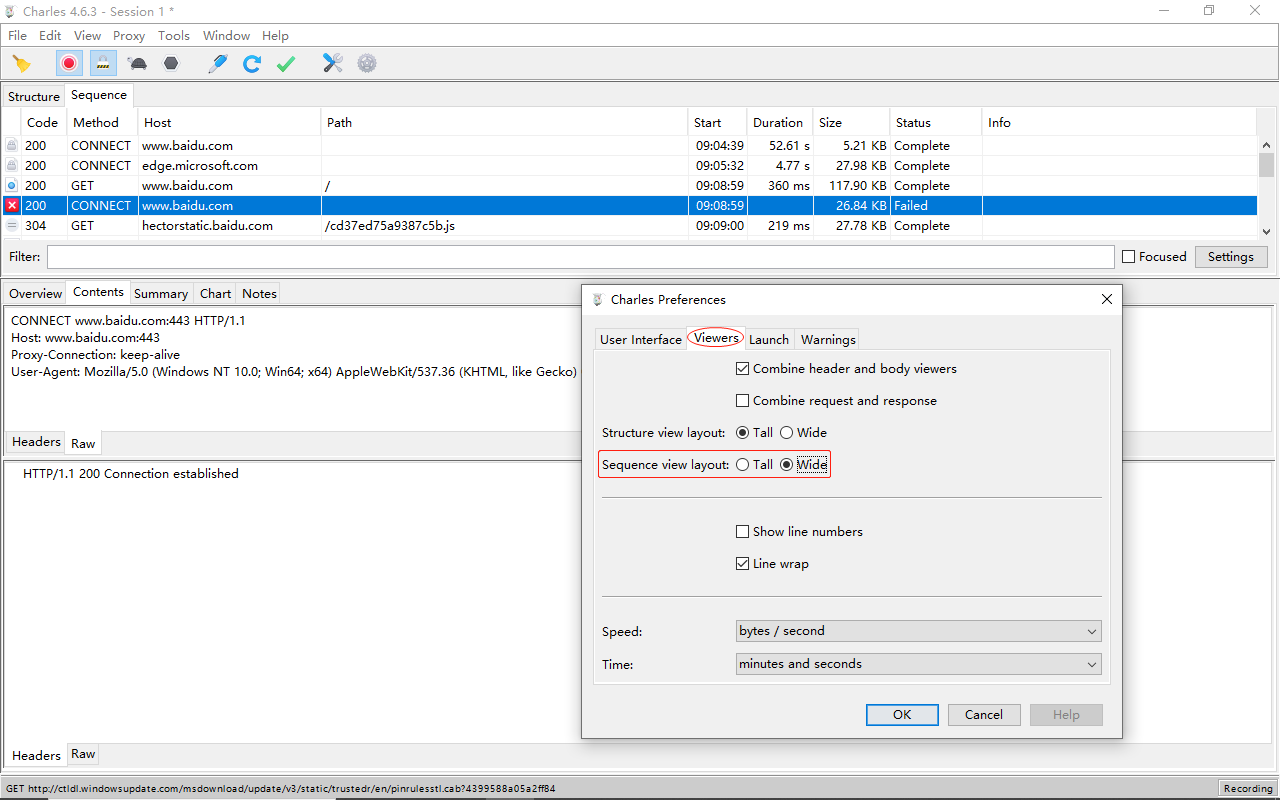 Charles 4.6.3 - Session 1 *
File Edit View Proxy Tools Window Help
Structure Sequence
Code Method Host Path Start Duration Size Status Info
200 CONNECT www.baidu.com 09:04:39 52.61 s 5.21 KB Complete
200 CONNECT edge.microsoft.com 09:05:32 4.77 s 27.98 KB Complete
200 GET www.baidu.com / 09:08:59 360 ms 117.90 KB Complete
200 CONNECT www.baidu.com 09:08:59 26.84 KB Failed
304 GET hectorstatic.baidu.com /cd37ed75a9387c5b.js 09:09:00 219 ms 27.78 KB Complete
Filter: Focused Settings
Overview Contents Summary Chart Notes
CONNECT www.baidu.com:443 HTTP/1.1
Host: www.baidu.com:443
Proxy-Connection: keep-alive
User-Agent: Mozilla/5.0 (Windows NT 10.0; Win64; x64) AppleWebKit/537.36 (KHTML, like Gecko)
Headers Raw
HTTP/1.1 200 Connection established
Headers Raw
Charles Preferences
User Interface Viewers Launch Warnings
Combine header and body viewers
Combine request and response
Structure view layout: Tall Wide
Sequence view layout: Tall Wide
Show line numbers
Line wrap
Speed: bytes / second
Time: minutes and seconds
OK Cancel Help
GET http://ctldl.windowsupdate.com/msdownload/update/v3/static/trustedr/en/pinrulesstl.cab?4399588a05a2ff84
Recording